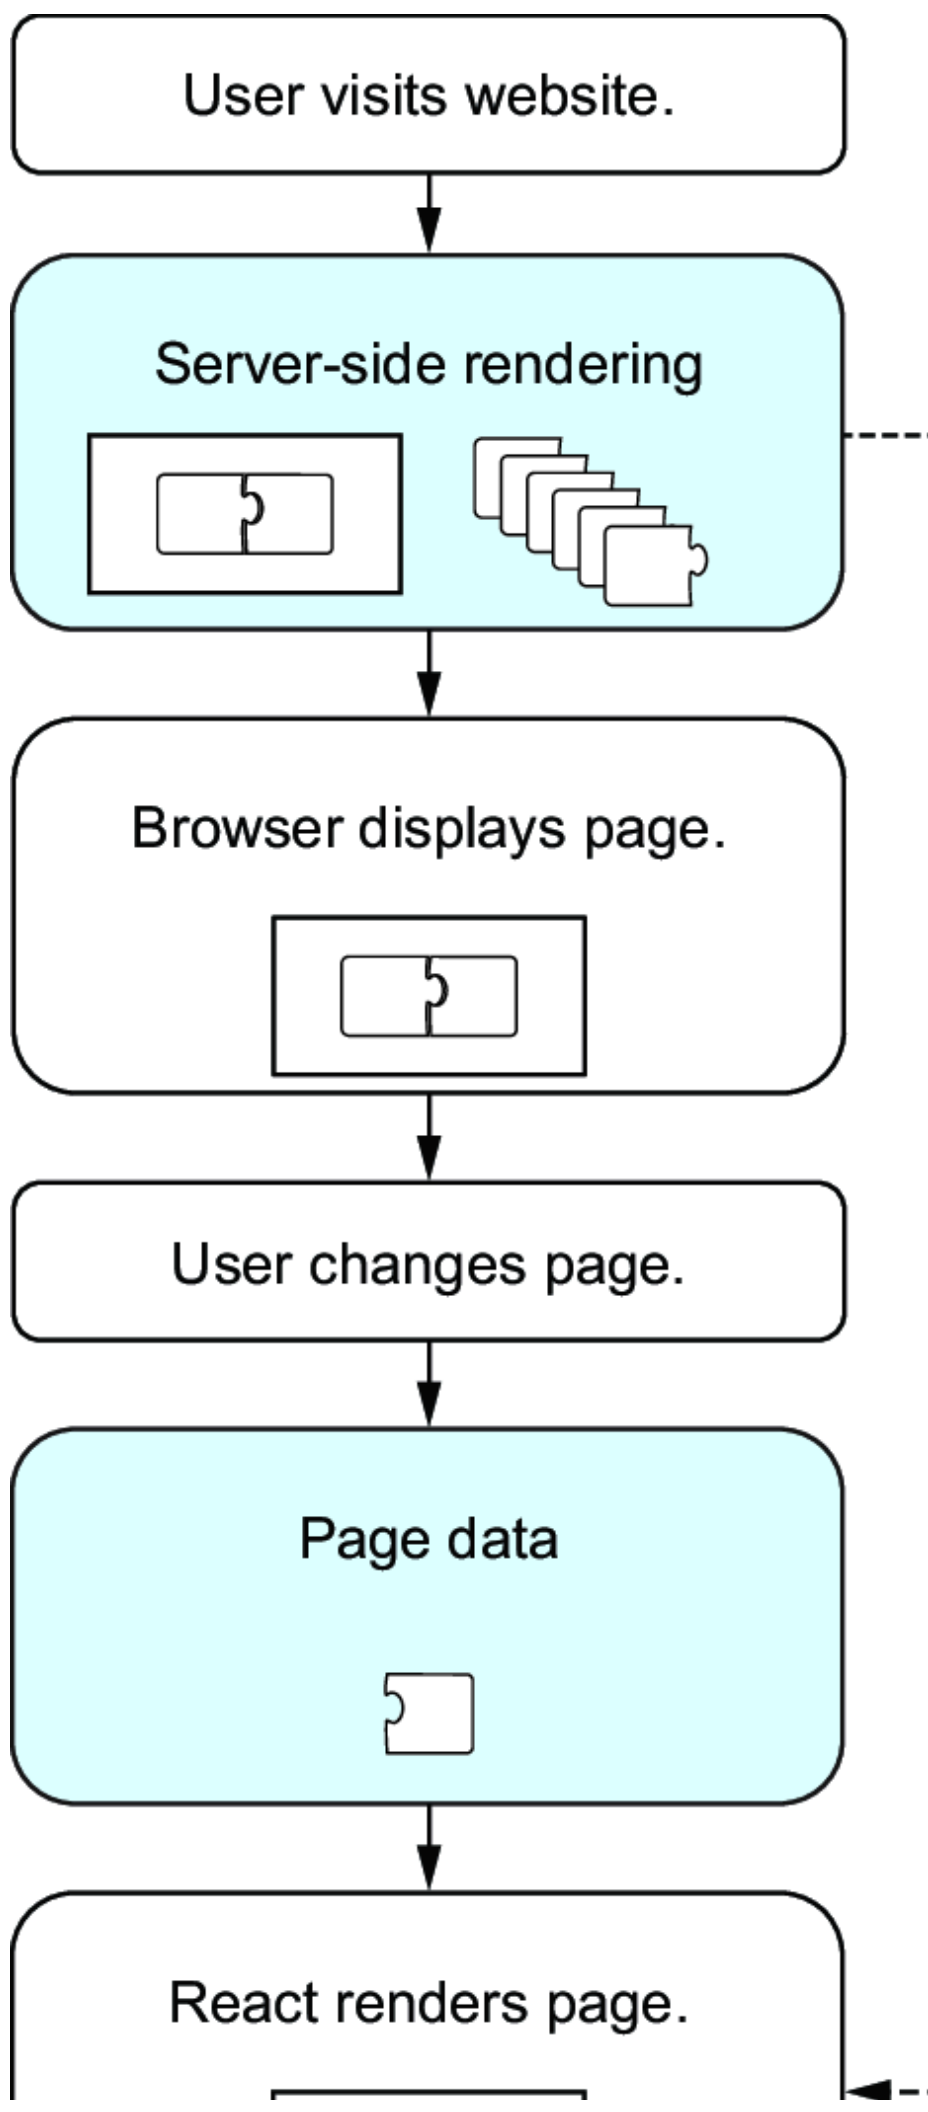 User visits website.
Server-side rendering
Browser displays page.
User changes page.
Page data
React renders page.